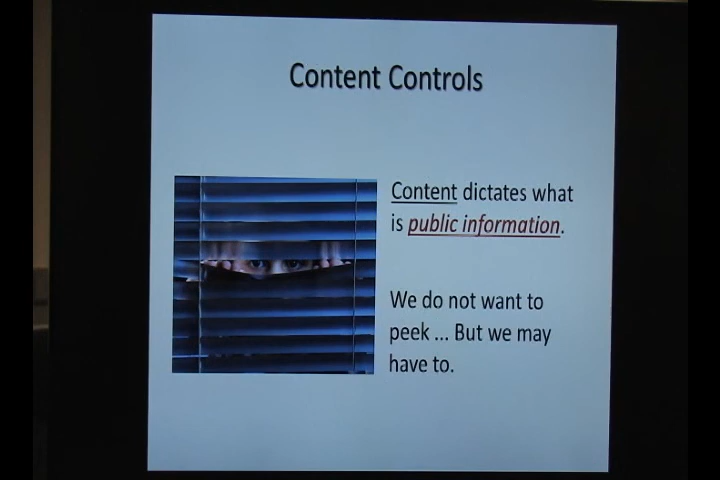 Content Controls
Content dictates what
is public information.
We do not want to
peek ... But we may
have to.